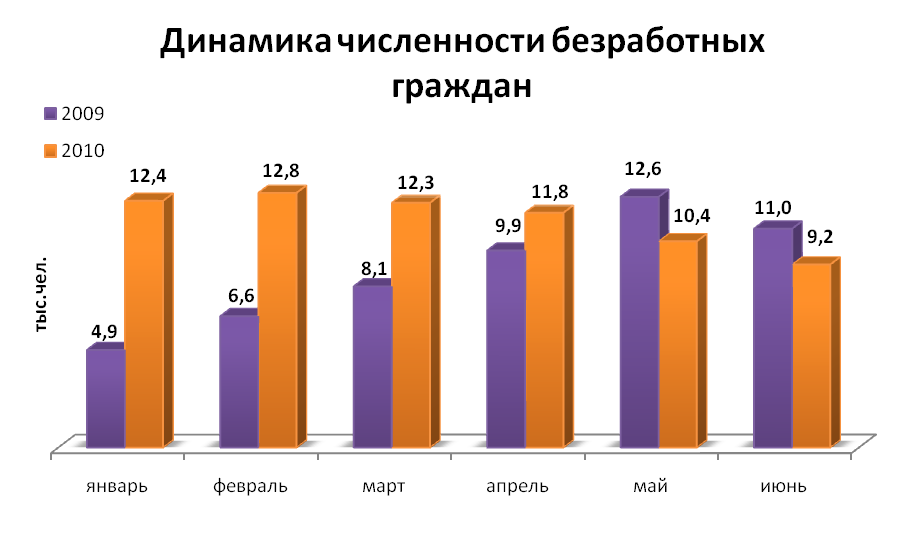 Динамика численности безработных
граждан
2009
2010
тыс.чел.
4,9
12,4
6,6
12,8
8,1
12,3
9,9
11,8
12,6
10,4
11,0
9,2
январь
февраль
март
апрель
май
июнь